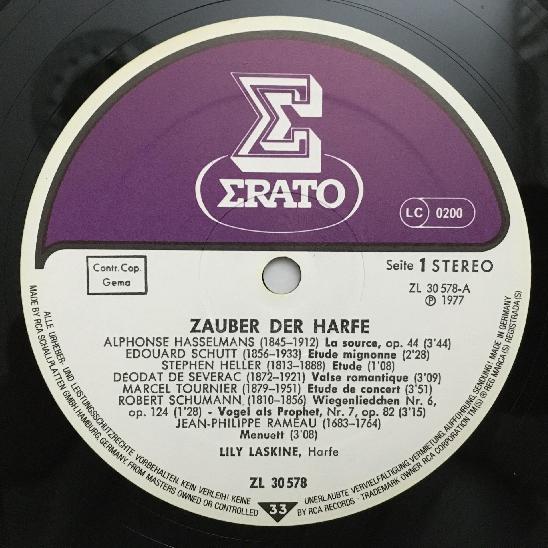 Σ
ΣRATO
LC 0200
Contr. Cop.
Gema
Seite 1 STEREO
ZL 30 578-A
℗ 1977
ZAUBER DER HARFE
ALPHONSE HASSELMANS (1845–1912) La source, op. 44 (3'44)
EDOUARD SCHUTT (1856–1933) Etude mignonne (2'28)
STEPHEN HELLER (1813–1888) Etude (1'08)
DEODAT DE SEVERAC (1872–1921) Valse romantique (3'09)
MARCEL TOURNIER (1879–1951) Etude de concert (3'51)
ROBERT SCHUMANN (1810–1856) Wiegenliedchen Nr. 6,
op. 124 (1'28) – Vogel als Prophet, Nr. 7, op. 82 (3'15)
JEAN-PHILIPPE RAMEAU (1683–1764)
Menuett (3'08)
LILY LASKINE, Harfe
ZL 30 578
33
ALLE URHEBER- UND LEISTUNGSSCHUTZRECHTE VORBEHALTEN. KEIN VERLEIH! KEINE
UNERLAUBTE VERVIELFÄLTIGUNG, VERMIETUNG, AUFFÜHRUNG, SENDUNG! MADE IN GERMANY
MADE BY RCA SCHALLPLATTEN GMBH, HAMBURG, GERMANY, FROM MASTERS OWNED OR CONTROLLED
BY RCA RECORDS · TRADEMARK OWNER RCA CORPORATION TM(S) ® REG MARCA(S) REGISTRADA(S)